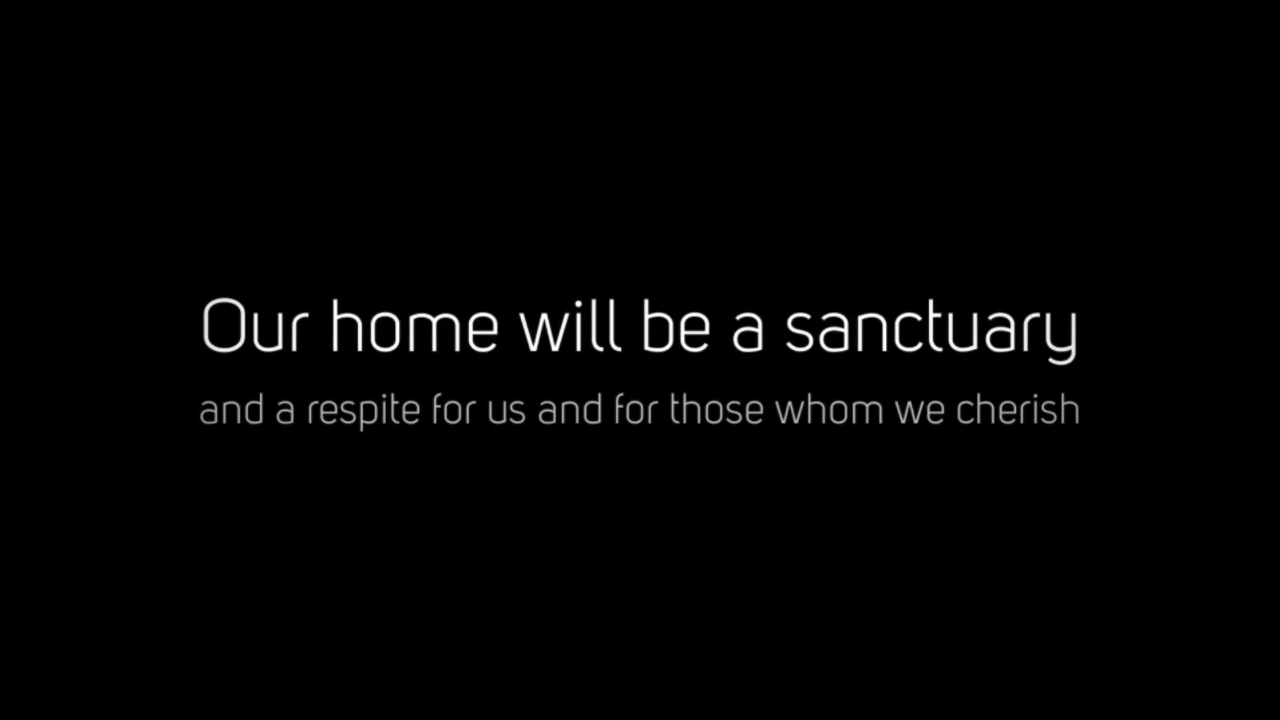 Our home will be a sanctuary
and a respite for us and for those whom we cherish